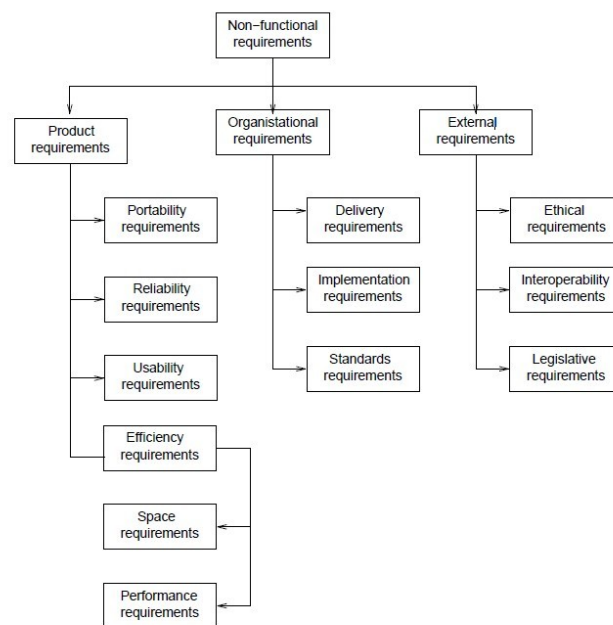 Non-functional
requirements
Product
requirements
Organistational
requirements
External
requirements
Portability
requirements
Delivery
requirements
Ethical
requirements
Reliability
requirements
Implementation
requirements
Interoperability
requirements
Usability
requirements
Standards
requirements
Legislative
requirements
Efficiency
requirements
Space
requirements
Performance
requirements